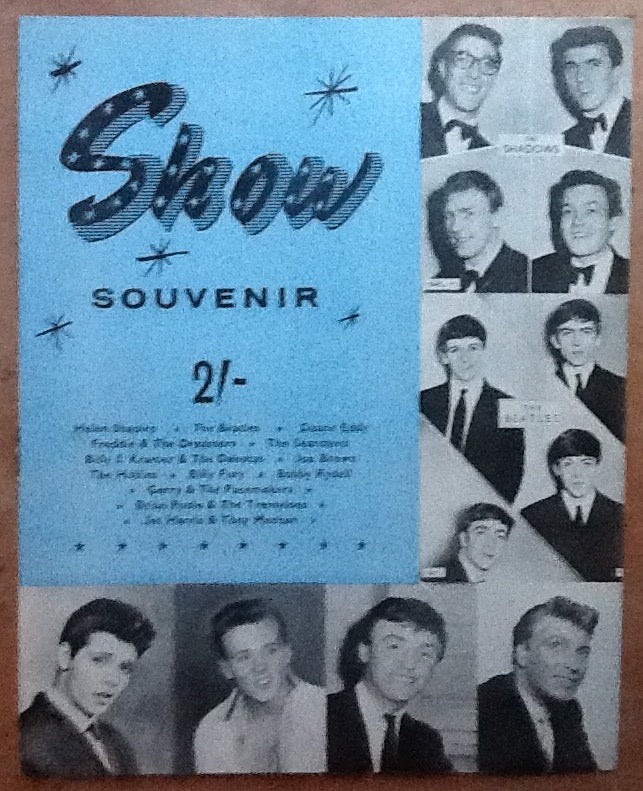 Show
SOUVENIR
2/-
Helen Shapiro ★ The Beatles ★ Duane Eddy
Freddie & The Dreamers ★ The Searchers
Billy J. Kramer & The Dakotas ★ Joe Brown
The Hollies ★ Billy Fury ★ Bobby Rydell
★ Gerry & The Pacemakers ★
★ Brian Poole & The Tremeloes ★
★ Jet Harris & Tony Meehan ★
THE
SHADOWS
THE
BEATLES